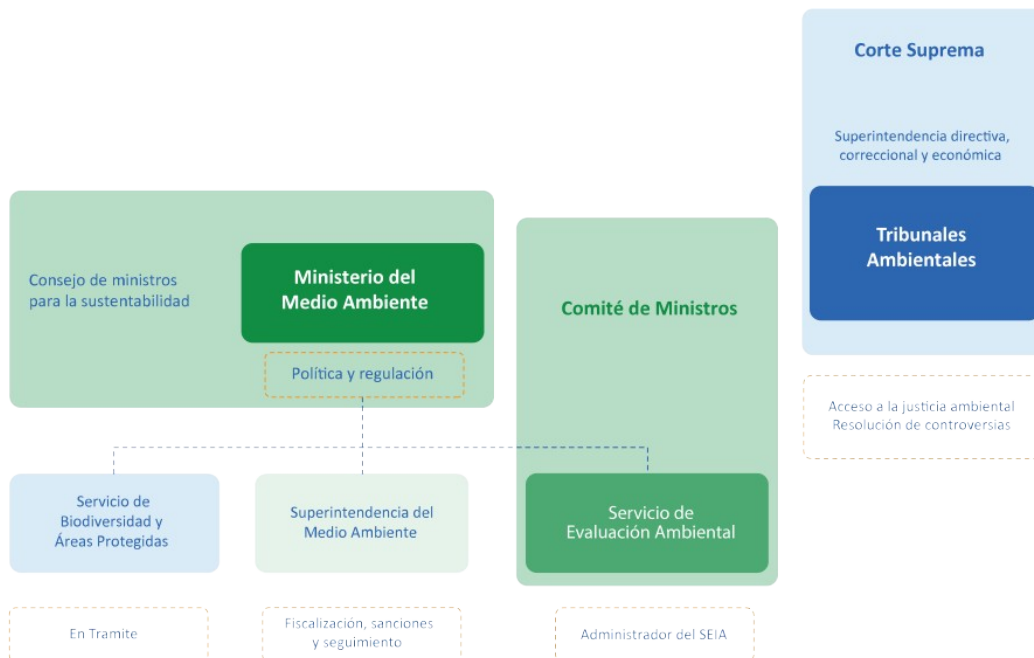 Corte Suprema
Superintendencia directiva,
correccional y económica
Tribunales
Ambientales
Acceso a la justicia ambiental
Resolución de controversias
Consejo de ministros
para la sustentabilidad
Ministerio del
Medio Ambiente
Política y regulación
Comité de Ministros
Servicio de
Biodiversidad y
Áreas Protegidas
Superintendencia del
Medio Ambiente
Servicio de
Evaluación Ambiental
En Tramite
Fiscalización, sanciones
y seguimiento
Administrador del SEIA